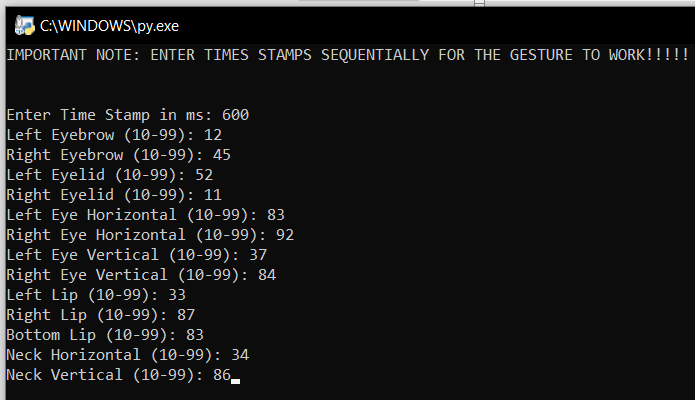 C:\WINDOWS\py.exe
IMPORTANT NOTE: ENTER TIMES STAMPS SEQUENTIALLY FOR THE GESTURE TO WORK!!!!!
Enter Time Stamp in ms: 600
Left Eyebrow (10-99): 12
Right Eyebrow (10-99): 45
Left Eyelid (10-99): 52
Right Eyelid (10-99): 11
Left Eye Horizontal (10-99): 83
Right Eye Horizontal (10-99): 92
Left Eye Vertical (10-99): 37
Right Eye Vertical (10-99): 84
Left Lip (10-99): 33
Right Lip (10-99): 87
Bottom Lip (10-99): 83
Neck Horizontal (10-99): 34
Neck Vertical (10-99): 86